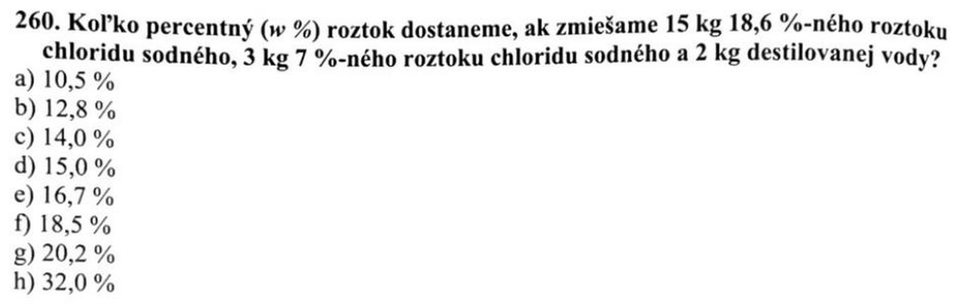 260. Koľko percentný (w %) roztok dostaneme, ak zmiešame 15 kg 18,6 %-ného roztoku
chloridu sodného, 3 kg 7 %-ného roztoku chloridu sodného a 2 kg destilovanej vody?
a) 10,5 %
b) 12,8 %
c) 14,0 %
d) 15,0 %
e) 16,7 %
f) 18,5 %
g) 20,2 %
h) 32,0 %